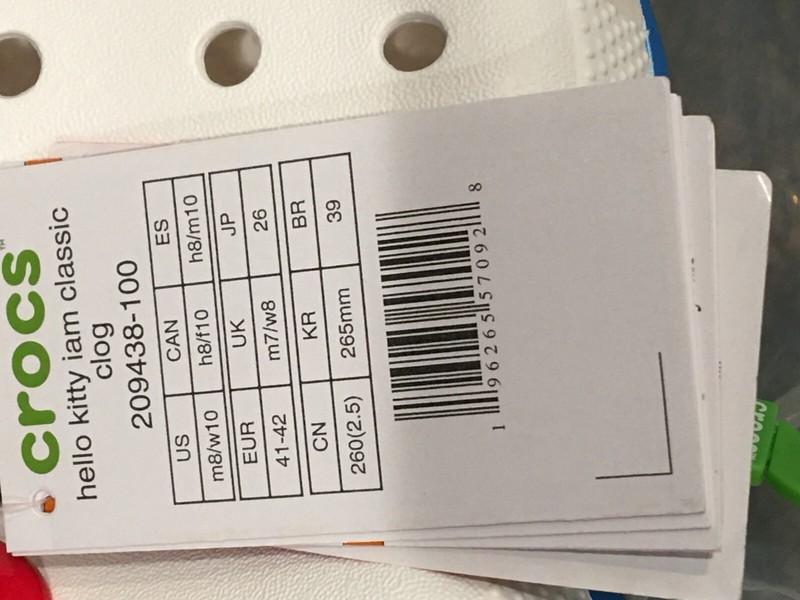 crocs™
hello kitty iam classic
clog
209438-100
US CAN ES
m8/w10 h8/f10 h8/m10
EUR UK JP
41-42 m7/w8 26
CN KR BR
260(2.5) 265mm 39
1 96265 57092 8
crocs